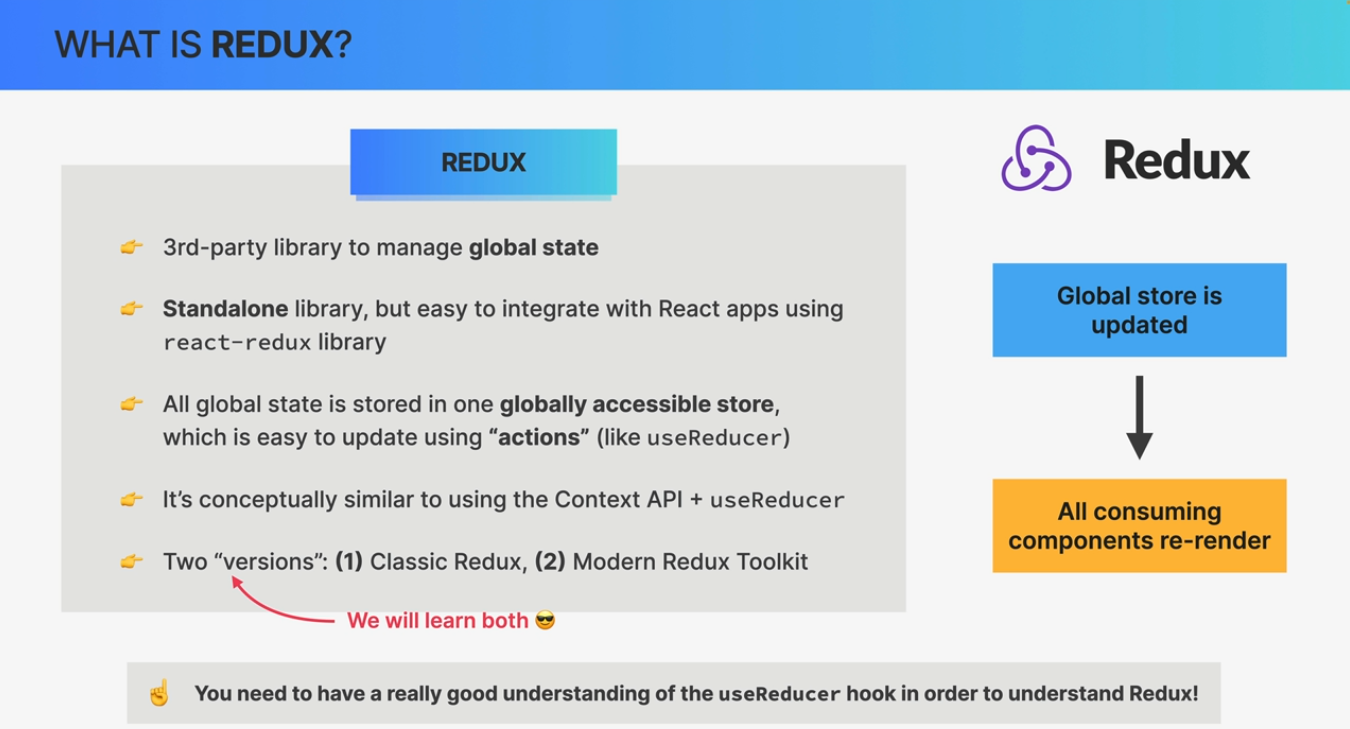 WHAT IS REDUX?
REDUX
👉 3rd-party library to manage global state
👉 Standalone library, but easy to integrate with React apps using
react-redux library
👉 All global state is stored in one globally accessible store,
which is easy to update using “actions” (like useReducer)
👉 It’s conceptually similar to using the Context API + useReducer
👉 Two “versions”: (1) Classic Redux, (2) Modern Redux Toolkit
We will learn both 😎
Redux
Global store is
updated
All consuming
components re-render
☝️ You need to have a really good understanding of the useReducer hook in order to understand Redux!